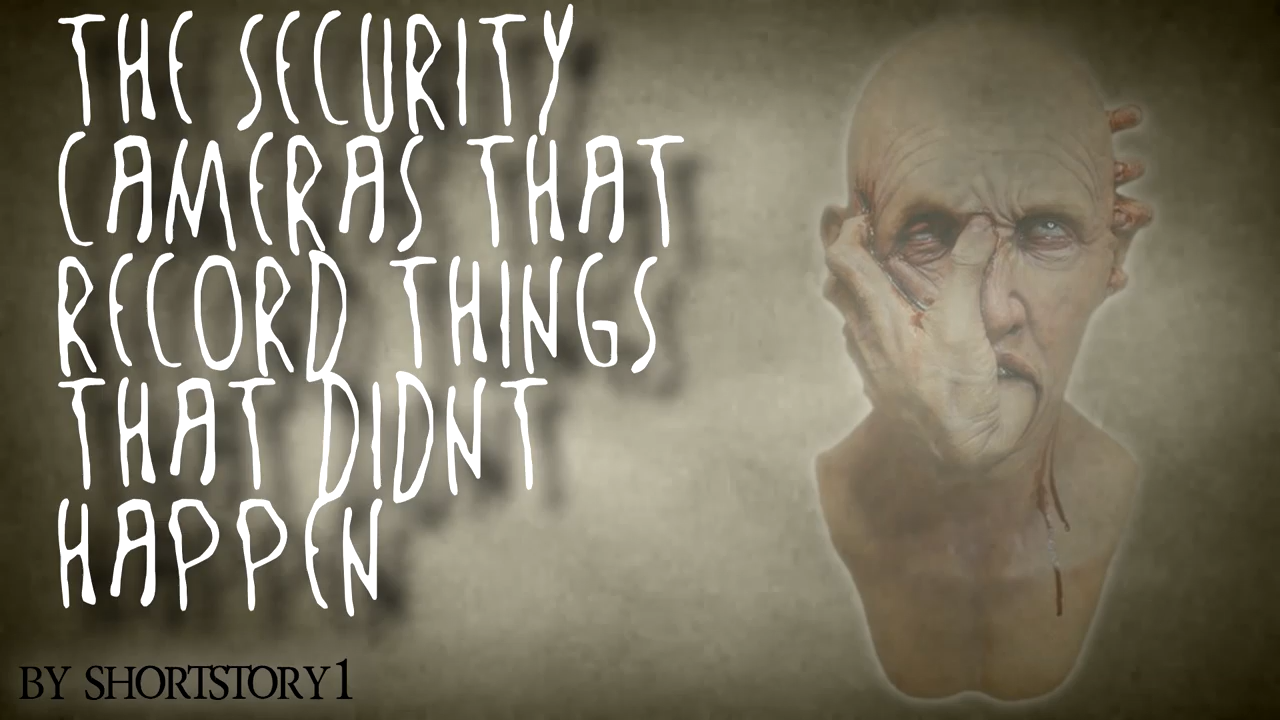 THE SECURITY
CAMERAS THAT
RECORD THINGS
THAT DIDNT
HAPPEN
BY SHORTSTORY1